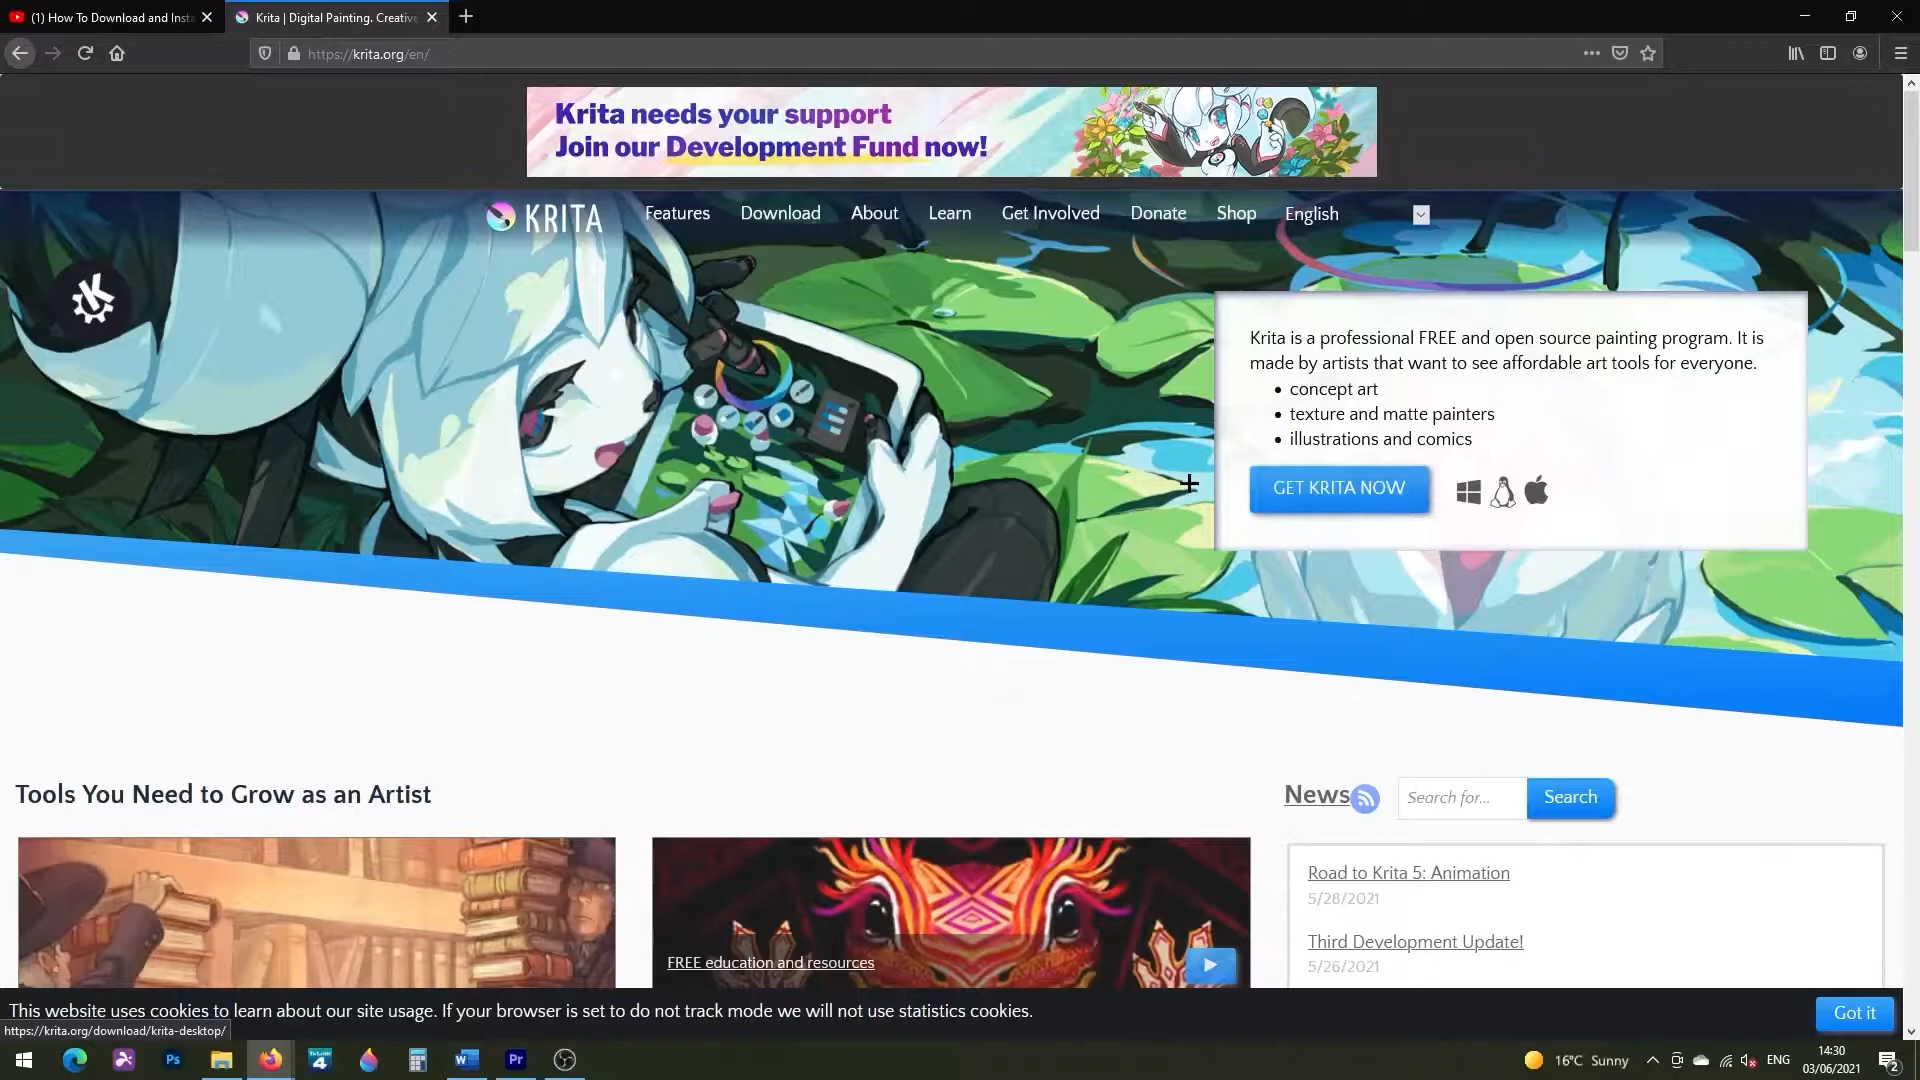 (1) How To Download and Insta
Krita | Digital Painting. Creative
https://krita.org/en/
Krita needs your support
Join our Development Fund now!
KRITA
Features
Download
About
Learn
Get Involved
Donate
Shop
English
Krita is a professional FREE and open source painting program. It is
made by artists that want to see affordable art tools for everyone.
concept art
texture and matte painters
illustrations and comics
GET KRITA NOW
Tools You Need to Grow as an Artist
News
Search for...
Search
Road to Krita 5: Animation
5/28/2021
Third Development Update!
5/26/2021
FREE education and resources
This website uses cookies to learn about our site usage. If your browser is set to do not track mode we will not use statistics cookies.
Got it
https://krita.org/download/krita-desktop/
Ps
4
W
Pr
16°C Sunny
ENG
14:30
03/06/2021
2